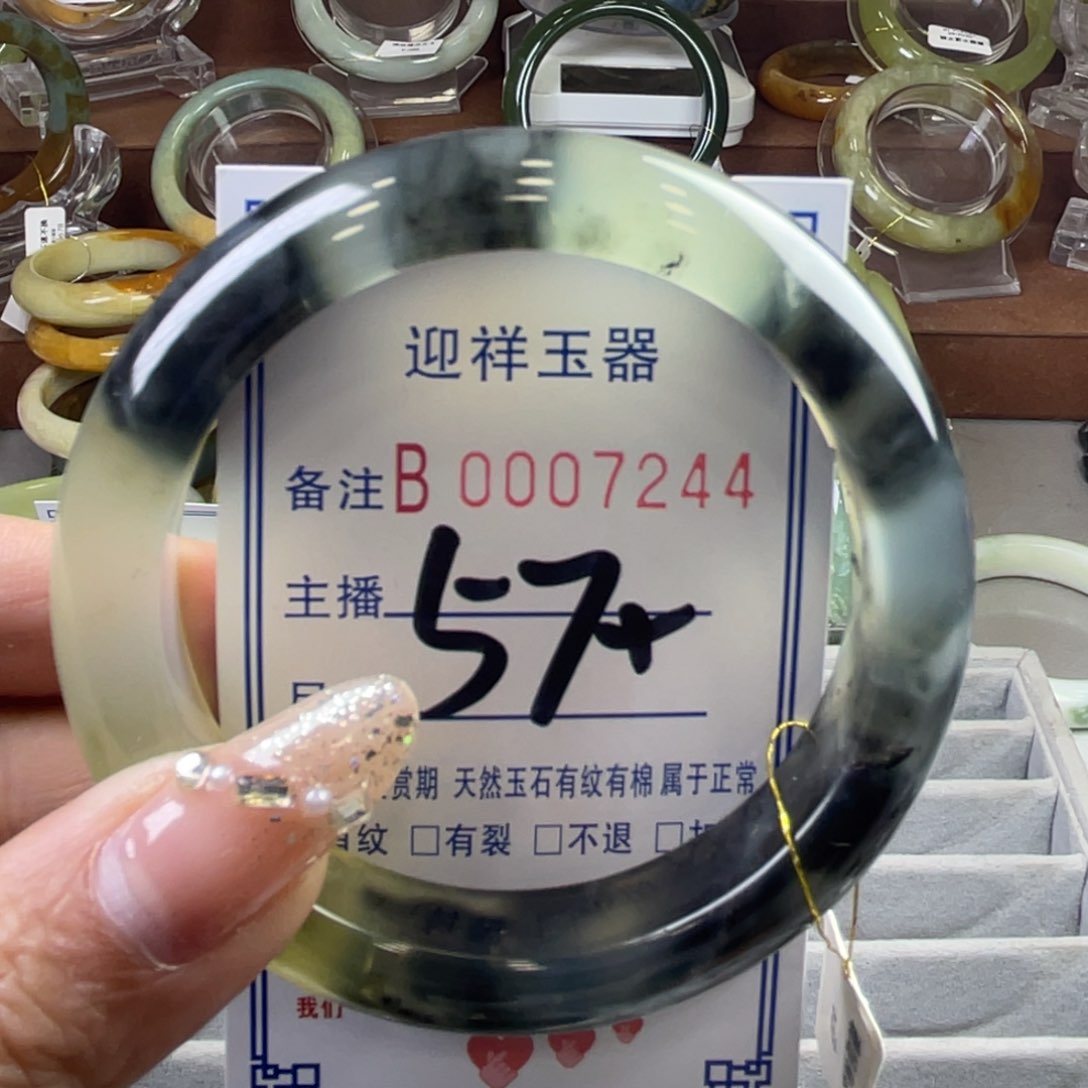 迎祥玉器
备注 B 0007244
主播 57+
赏期 天然玉石有纹有棉 属于正常
有纹 □有裂 □不退 □
我们